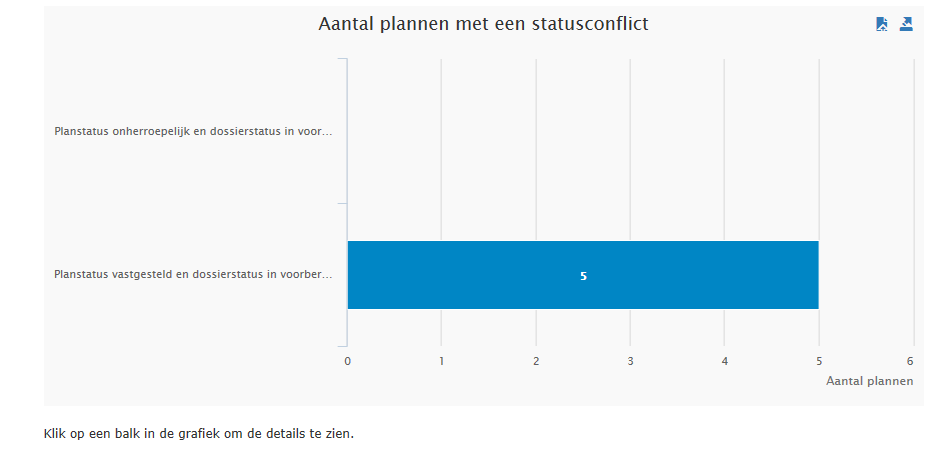 Aantal plannen met een statusconflict
Planstatus onherroepelijk en dossierstatus in voor...
Planstatus vastgesteld en dossierstatus in voorber...
5
0 1 2 3 4 5 6
Aantal plannen
Klik op een balk in de grafiek om de details te zien.